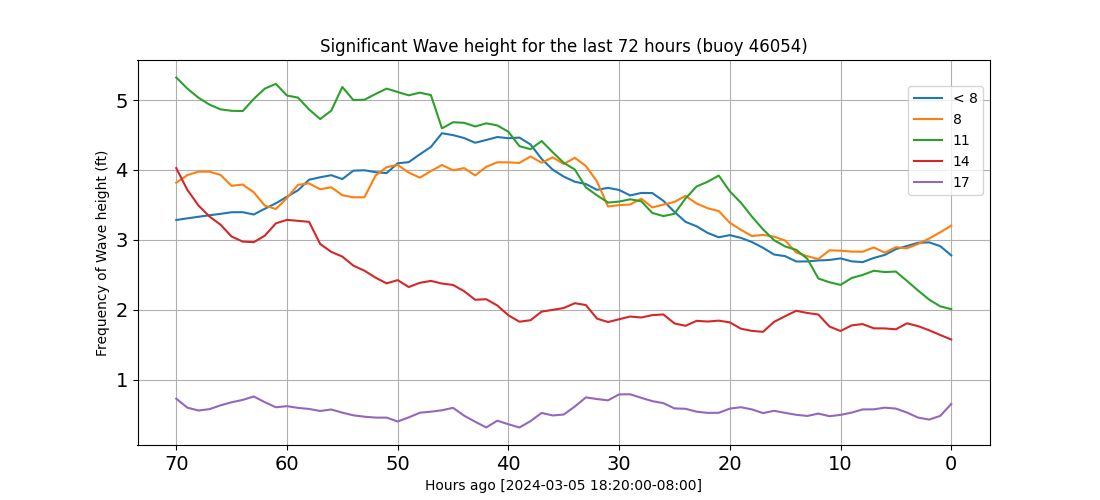 Significant Wave height for the last 72 hours (buoy 46054)
Frequency of Wave height (ft)
5
4
3
2
1
< 8
8
11
14
17
70 60 50 40 30 20 10 0
Hours ago [2024-03-05 18:20:00-08:00]